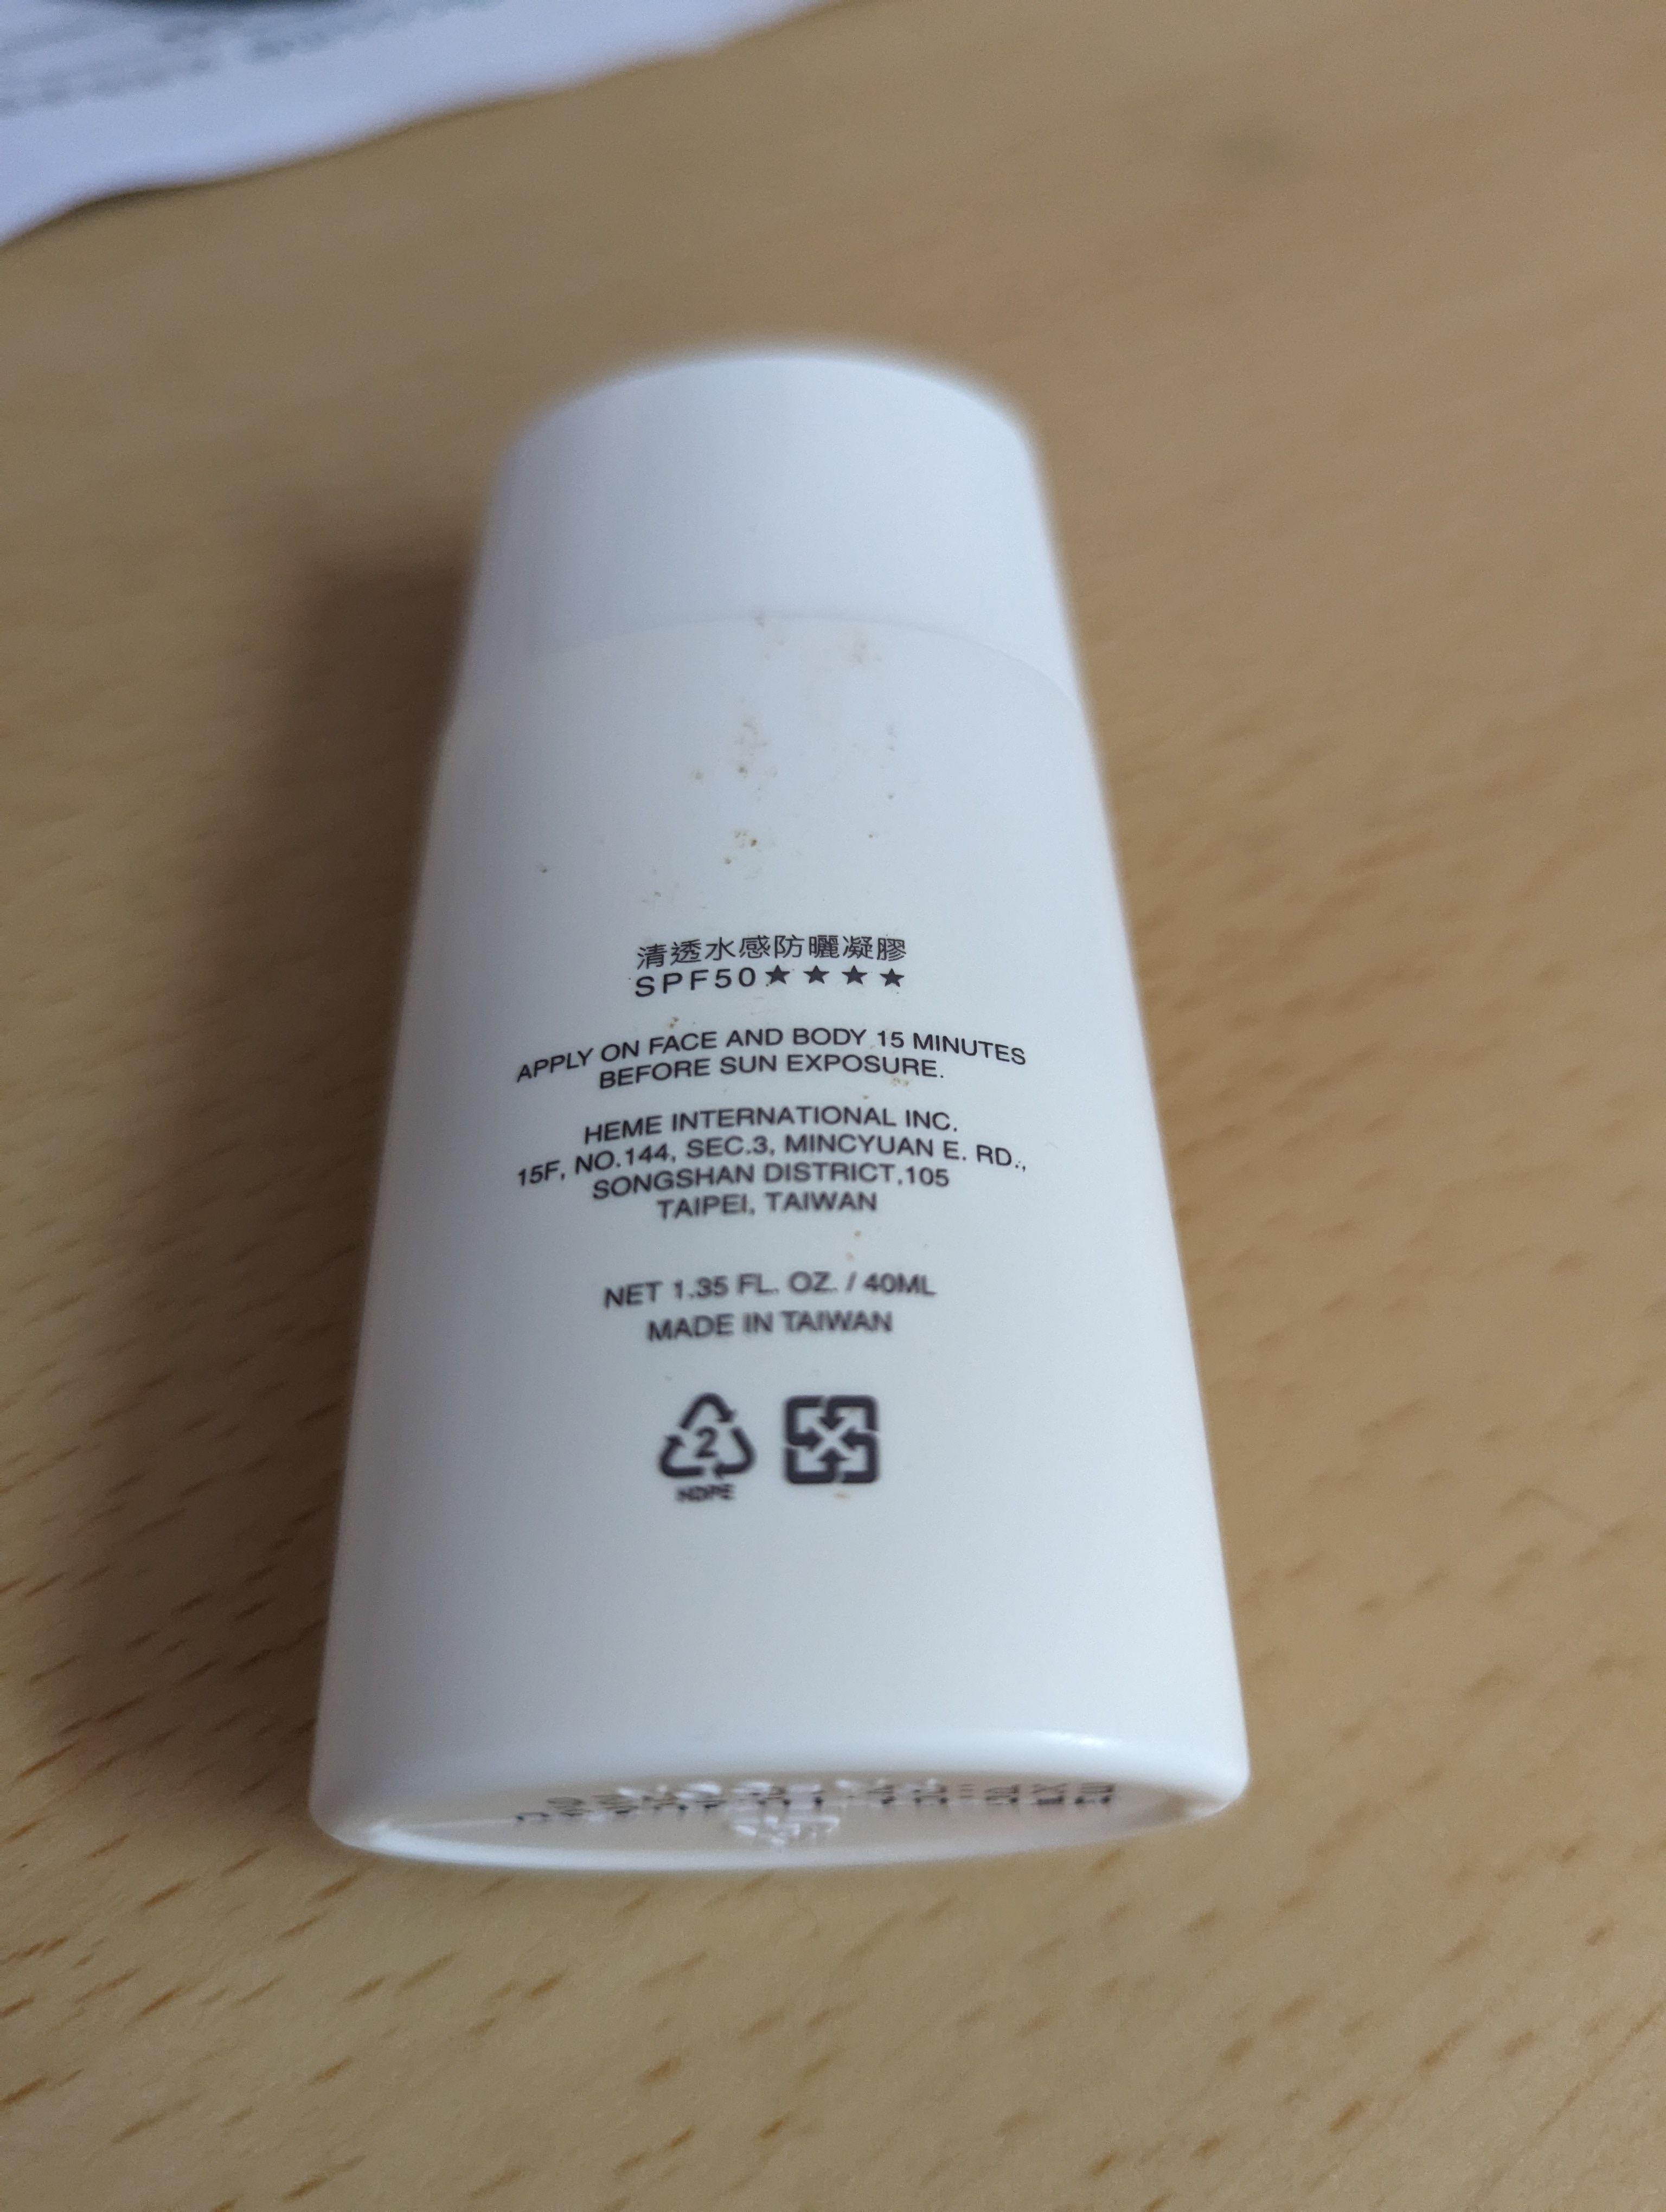 清透水感防曬凝膠
SPF50★★★★
APPLY ON FACE AND BODY 15 MINUTES
BEFORE SUN EXPOSURE.
HEME INTERNATIONAL INC.
15F, NO.144, SEC.3, MINCYUAN E. RD.,
SONGSHAN DISTRICT,105
TAIPEI, TAIWAN
NET 1.35 FL. OZ. / 40ML
MADE IN TAIWAN
2
HDPE